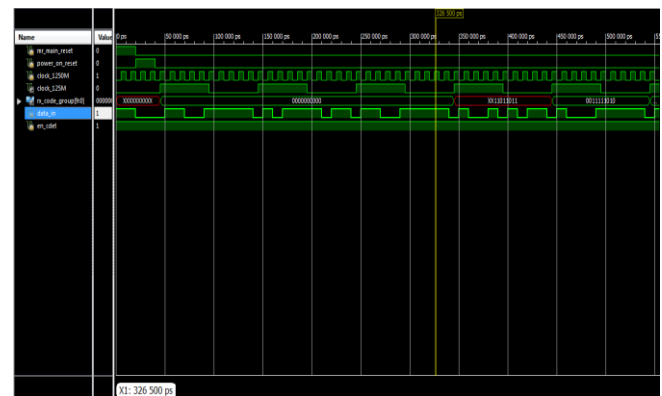 326 500 ps
Name Value
0 ps 50 000 ps 100 000 ps 150 000 ps 200 000 ps 250 000 ps 300 000 ps 350 000 ps 400 000 ps 450 000 ps 500 000 ps
mr_main_reset 0
power_on_reset 0
clock_1250M 1
clock_125M 0
rx_code_group[9:0] XXXXXXXXXX 0000000000 XX11011011 0011111010
data_in 1
en_cdet 1
X1: 326 500 ps